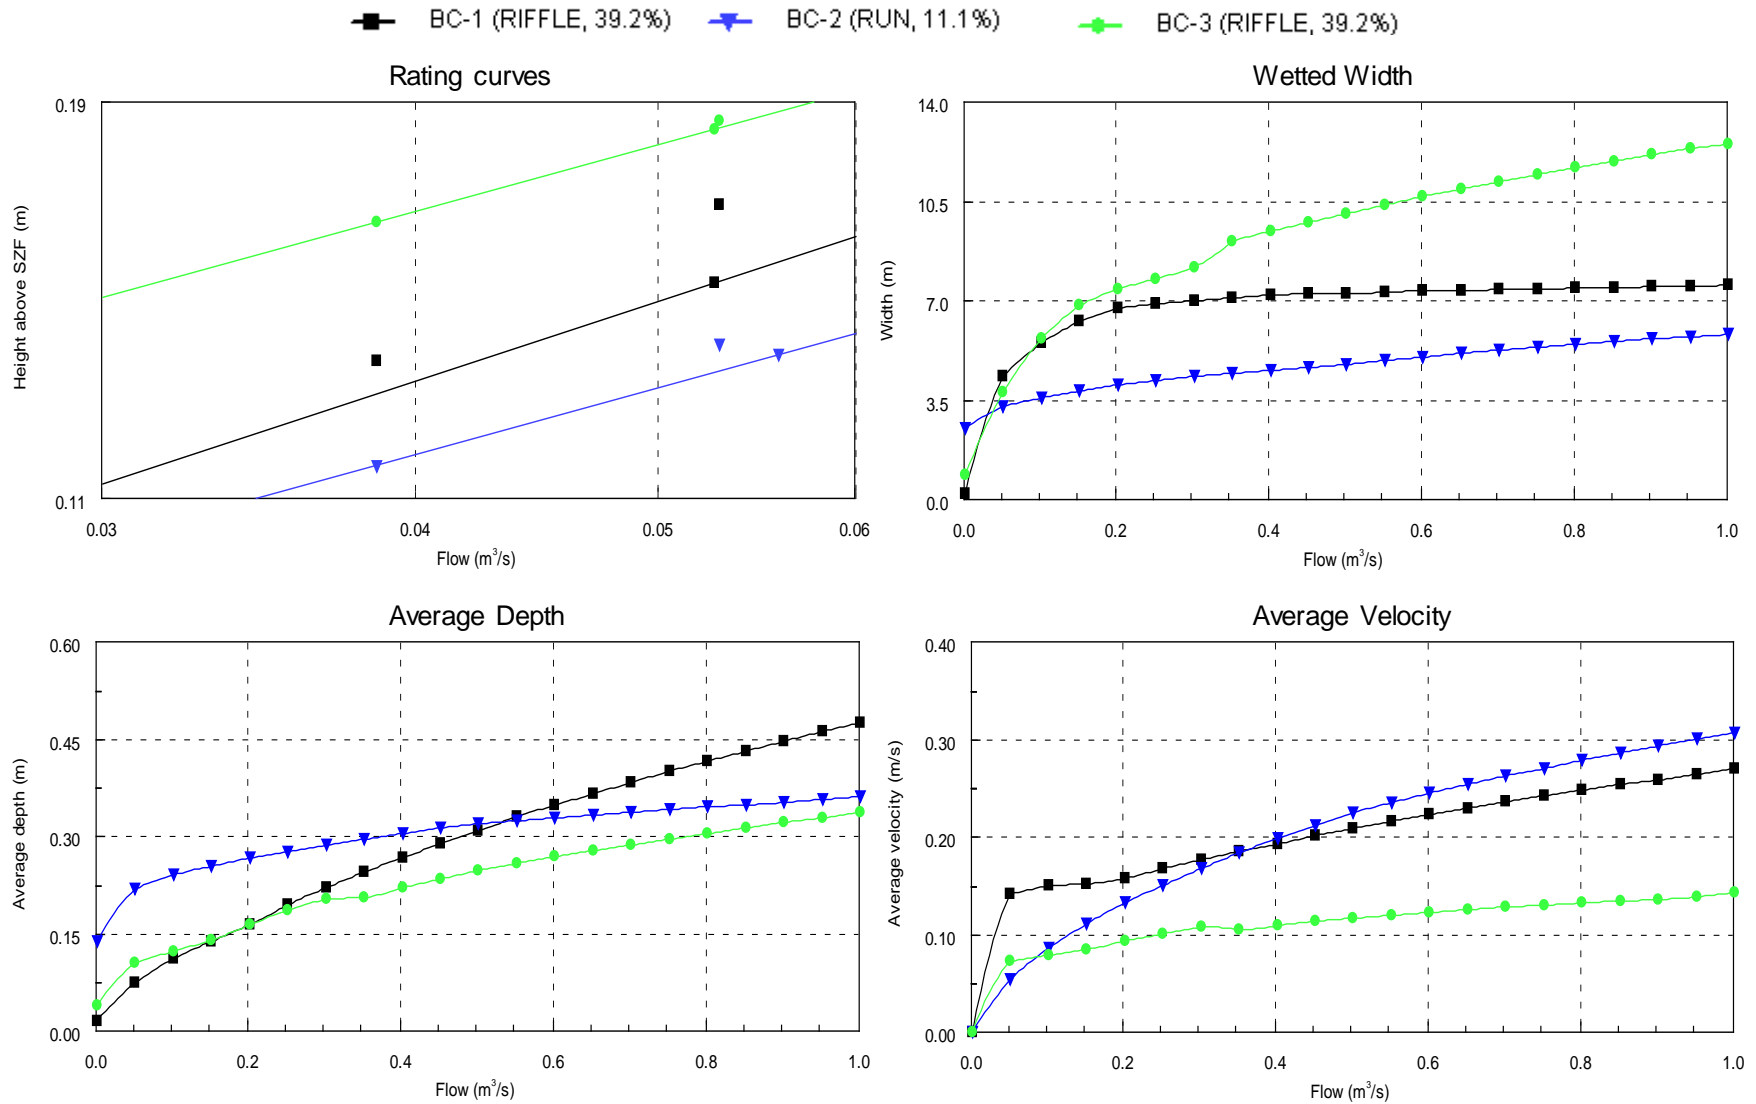 BC-1 (RIFFLE, 39.2%) BC-2 (RUN, 11.1%) BC-3 (RIFFLE, 39.2%)
Rating curves
0.19
Height above SZF (m)
0.11
0.03 0.04 0.05 0.06
Flow (m³/s)
Wetted Width
14.0
10.5
7.0
3.5
0.0
Width (m)
0.0 0.2 0.4 0.6 0.8 1.0
Flow (m³/s)
Average Depth
0.60
0.45
0.30
0.15
0.00
Average depth (m)
0.0 0.2 0.4 0.6 0.8 1.0
Flow (m³/s)
Average Velocity
0.40
0.30
0.20
0.10
0.00
Average velocity (m/s)
0.0 0.2 0.4 0.6 0.8 1.0
Flow (m³/s)